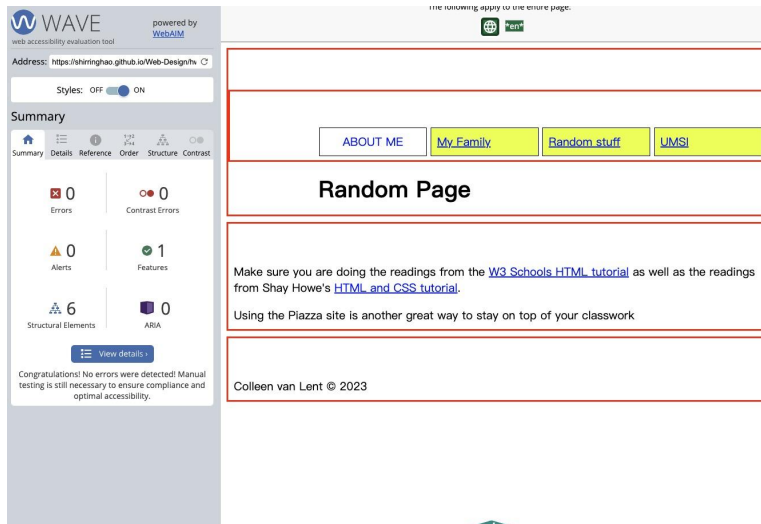 WAVE
web accessibility evaluation tool
powered by
WebAIM
Address: https://shirringhao.github.io/Web-Design/hw
Styles: OFF ON
Summary
Summary Details Reference Order Structure Contrast
0
Errors
0
Contrast Errors
0
Alerts
1
Features
6
Structural Elements
0
ARIA
View details ›
Congratulations! No errors were detected! Manual
testing is still necessary to ensure compliance and
optimal accessibility.
The following apply to the entire page:
*en*
ABOUT ME
My Family
Random stuff
UMSI
Random Page
Make sure you are doing the readings from the W3 Schools HTML tutorial as well as the readings
from Shay Howe's HTML and CSS tutorial.
Using the Piazza site is another great way to stay on top of your classwork
Colleen van Lent © 2023